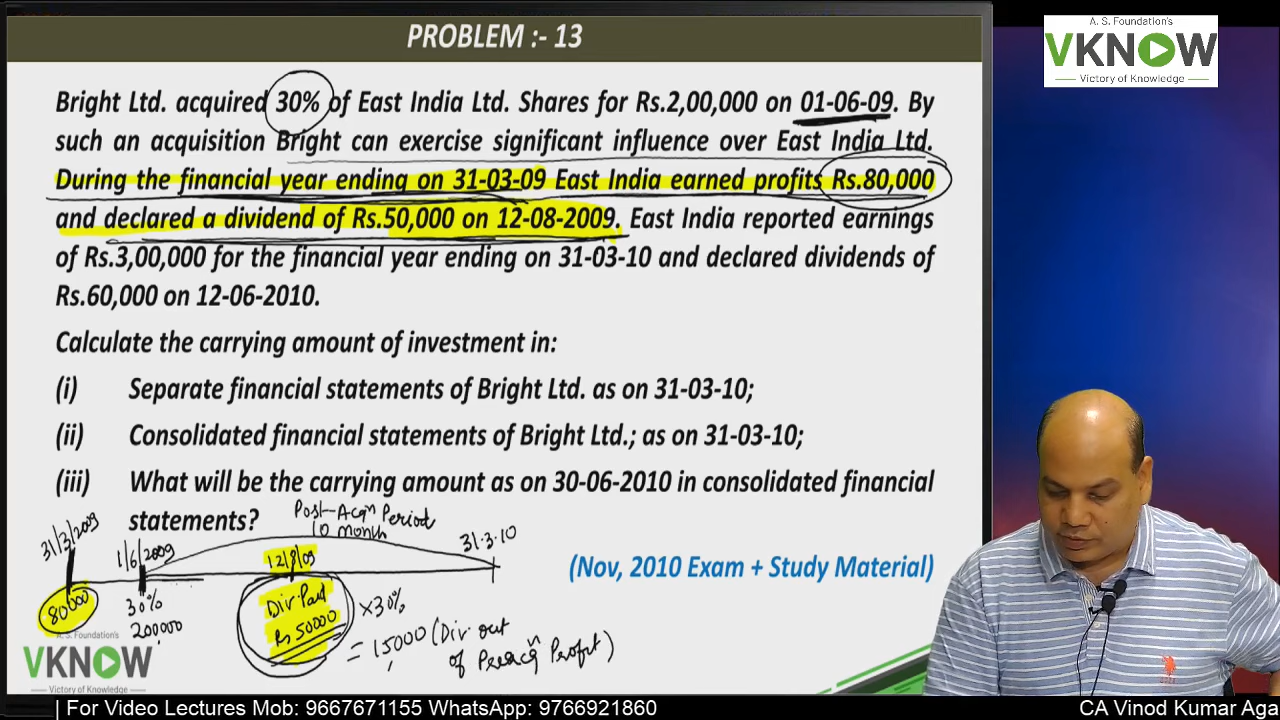 PROBLEM :- 13
A. S. Foundation's
VKNOW
Victory of Knowledge
Bright Ltd. acquired 30% of East India Ltd. Shares for Rs.2,00,000 on 01-06-09. By
such an acquisition Bright can exercise significant influence over East India Ltd.
During the financial year ending on 31-03-09 East India earned profits Rs.80,000
and declared a dividend of Rs.50,000 on 12-08-2009. East India reported earnings
of Rs.3,00,000 for the financial year ending on 31-03-10 and declared dividends of
Rs.60,000 on 12-06-2010.
Calculate the carrying amount of investment in:
(i) Separate financial statements of Bright Ltd. as on 31-03-10;
(ii) Consolidated financial statements of Bright Ltd.; as on 31-03-10;
(iii) What will be the carrying amount as on 30-06-2010 in consolidated financial
statements?
(Nov, 2010 Exam + Study Material)
Post-Acqn Period
10 month
31/3/2009
1/6/2009
12/8/09
31.3.10
80000
30%
200000
Div. Paid
Rs 50000
×30%
= 15000 (Div out
of Preacqn Profit)
A. S. Foundation's
VKNOW
Victory of Knowledge
| For Video Lectures Mob: 9667671155 WhatsApp: 9766921860
CA Vinod Kumar Aga